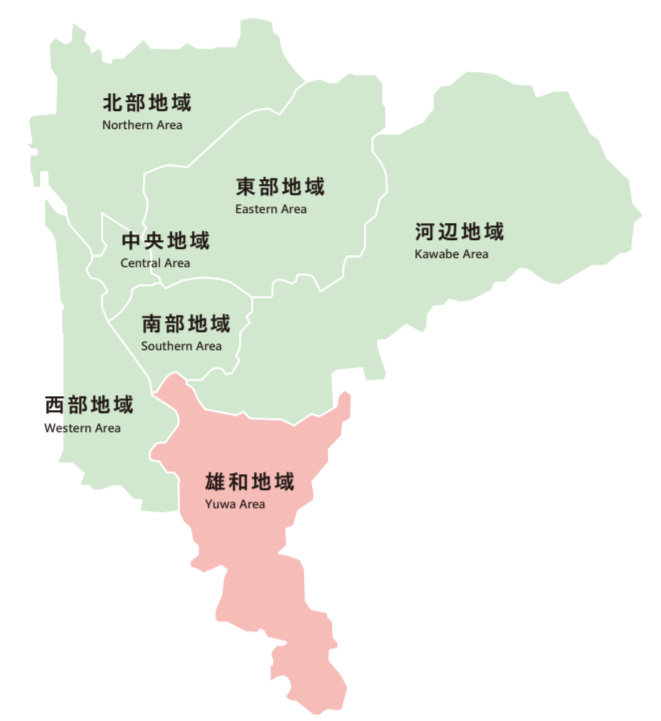 北部地域
Northern Area
東部地域
Eastern Area
河辺地域
Kawabe Area
中央地域
Central Area
南部地域
Southern Area
西部地域
Western Area
雄和地域
Yuwa Area